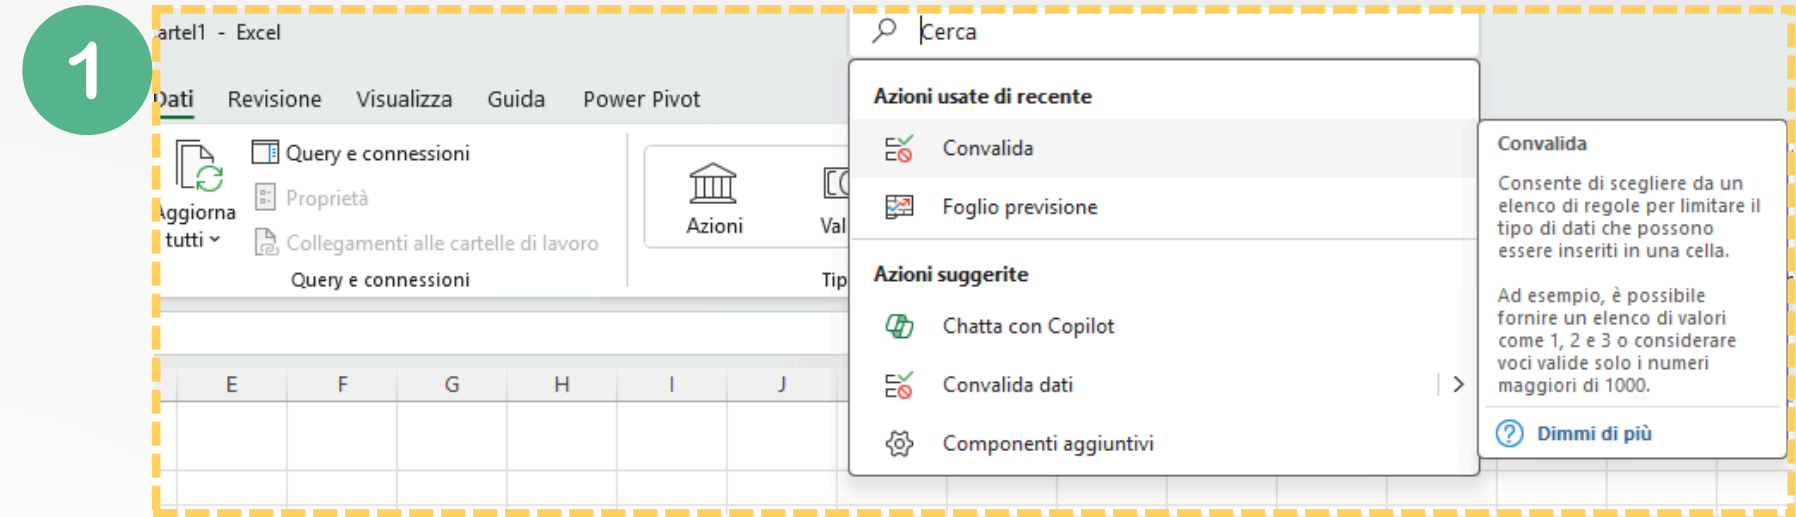 1
artel1 - Excel
Cerca
Dati Revisione Visualizza Guida Power Pivot
Aggiorna
tutti
Query e connessioni
Proprietà
Collegamenti alle cartelle di lavoro
Query e connessioni
Azioni
Val
Tip
Azioni usate di recente
Convalida
Foglio previsione
Azioni suggerite
Chatta con Copilot
Convalida dati
Componenti aggiuntivi
Convalida
Consente di scegliere da un
elenco di regole per limitare il
tipo di dati che possono
essere inseriti in una cella.
Ad esempio, è possibile
fornire un elenco di valori
come 1, 2 e 3 o considerare
voci valide solo i numeri
maggiori di 1000.
Dimmi di più
E F G H I J